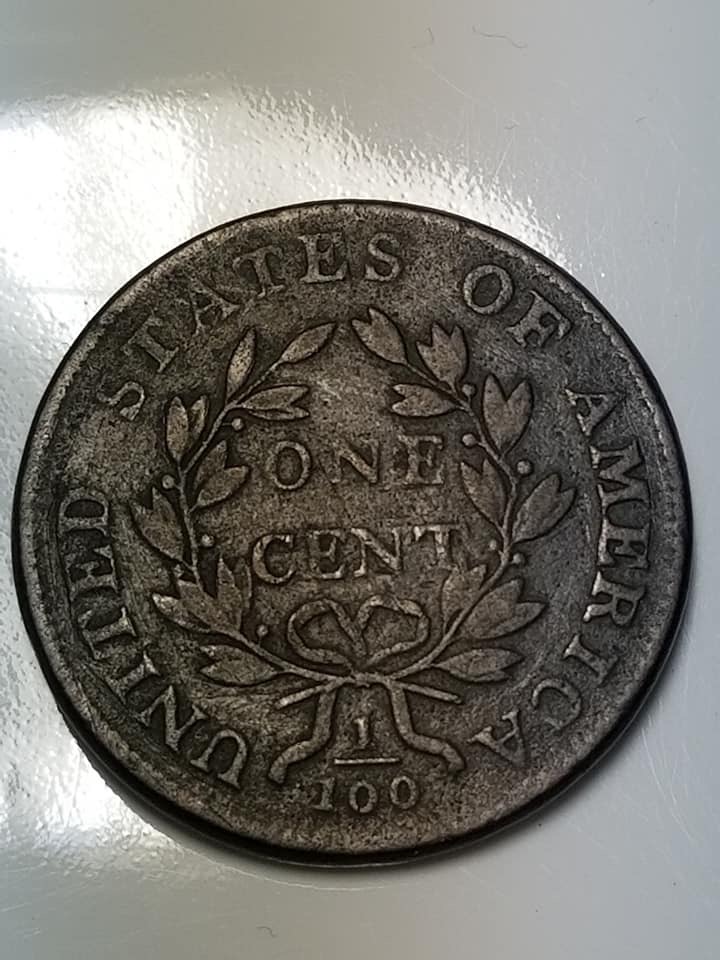 UNITED STATES OF AMERICA
ONE
CENT
1
100